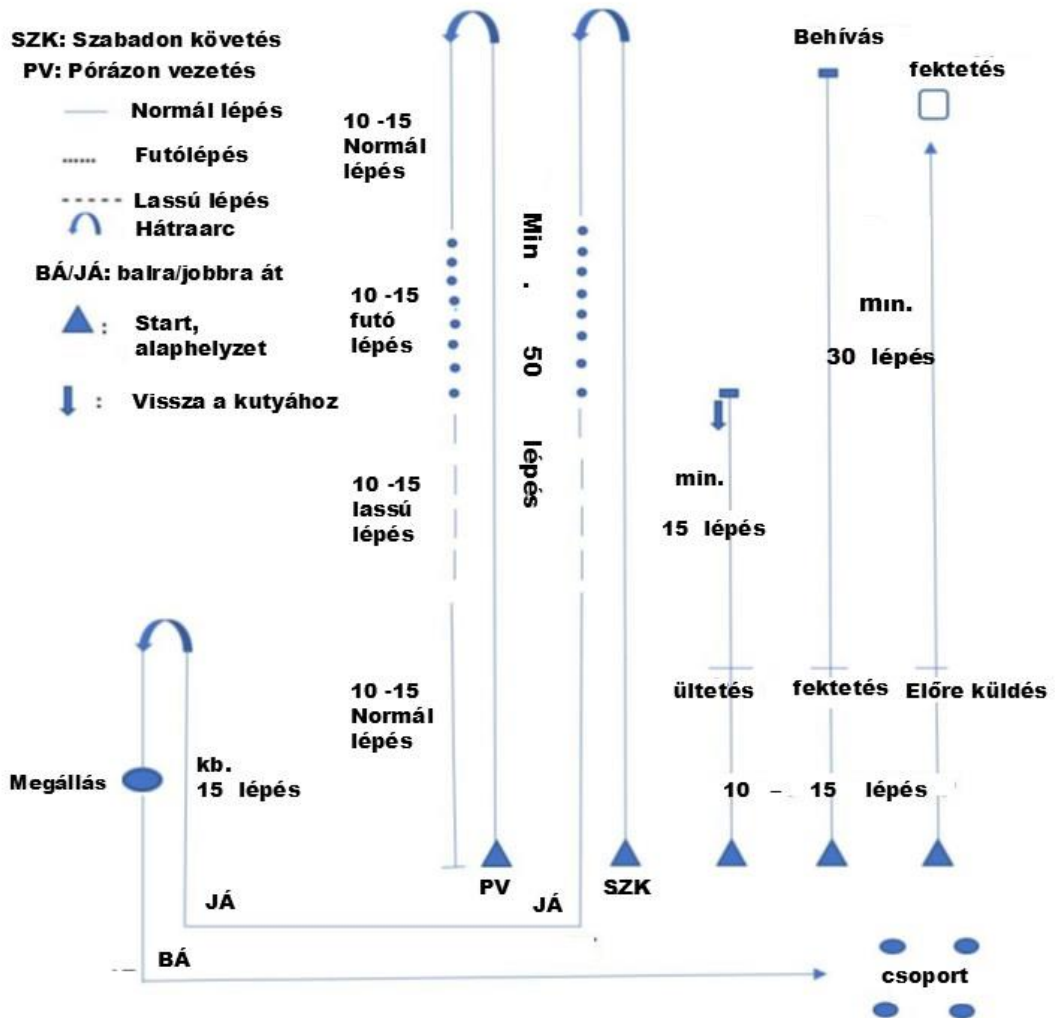 SZK: Szabadon követés
PV: Pórázon vezetés
Normál lépés
Futólépés
Lassú lépés
Hátraarc
BÁ/JÁ: balra/jobbra át
: Start,
alaphelyzet
: Vissza a kutyához
10 -15
Normál
lépés
10 -15
futó
lépés
10 -15
lassú
lépés
10 -15
Normál
lépés
Min . 50 lépés
Behívás
fektetés
mın.
30 lépés
min.
15 lépés
ültetés
fektetés
Előre küldés
10 – 15 lépés
Megállás
kb.
15 lépés
PV
SZK
JÁ
JÁ
BÁ
csoport